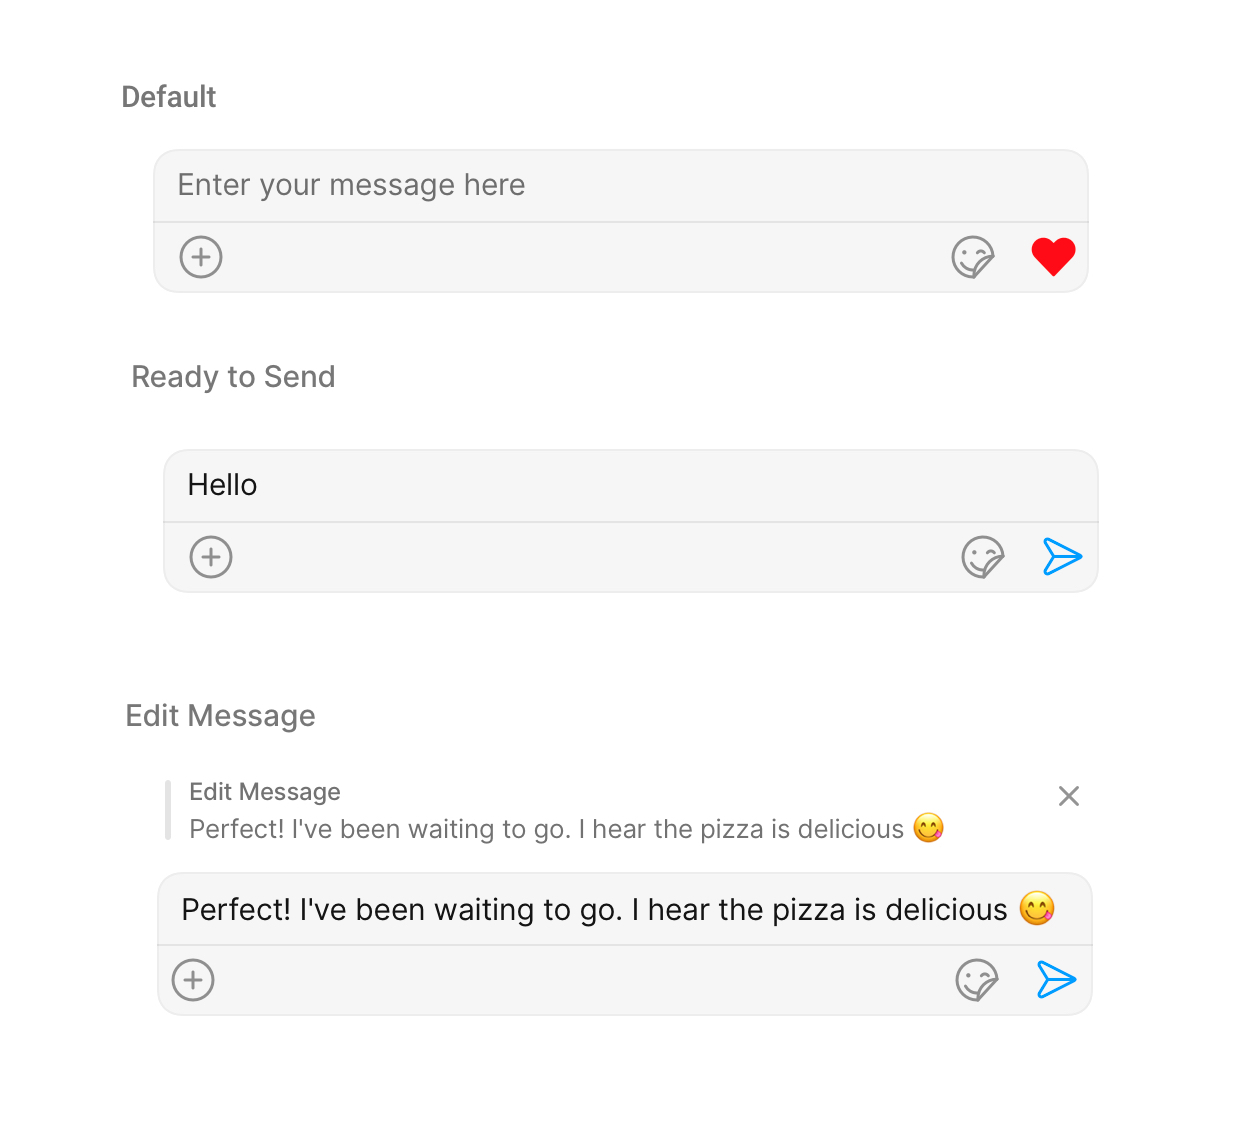 Default
Enter your message here
Ready to Send
Hello
Edit Message
Edit Message
Perfect! I've been waiting to go. I hear the pizza is delicious 😋
Perfect! I've been waiting to go. I hear the pizza is delicious 😋